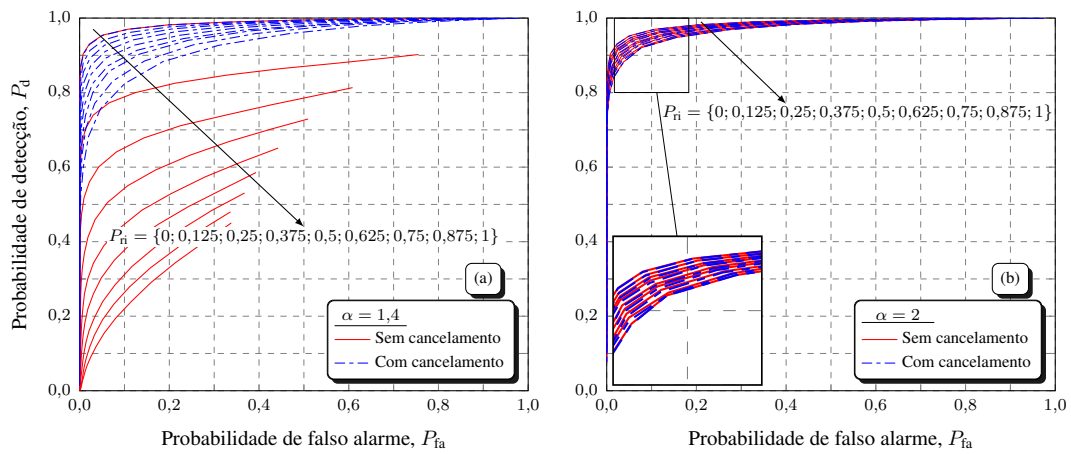 Probabilidade de detecção, P_d
1,0
0,8
0,6
0,4
0,2
0,0
P_ri = {0; 0,125; 0,25; 0,375; 0,5; 0,625; 0,75; 0,875; 1}
(a)
α = 1,4
Sem cancelamento
Com cancelamento
0,0 0,2 0,4 0,6 0,8 1,0
Probabilidade de falso alarme, P_fa
1,0
0,8
0,6
0,4
0,2
0,0
P_ri = {0; 0,125; 0,25; 0,375; 0,5; 0,625; 0,75; 0,875; 1}
(b)
α = 2
Sem cancelamento
Com cancelamento
0,0 0,2 0,4 0,6 0,8 1,0
Probabilidade de falso alarme, P_fa